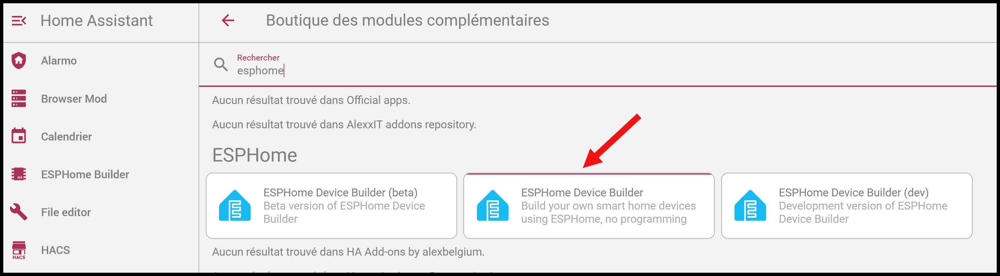 Home Assistant
Boutique des modules complémentaires
Alarmo
Browser Mod
Calendrier
ESPHome Builder
File editor
HACS
HACS
Rechercher
esphome
Aucun résultat trouvé dans Official apps.
Aucun résultat trouvé dans AlexxIT addons repository.
ESPHome
ESPHome Device Builder (beta)
Beta version of ESPHome Device
Builder
ESPHome Device Builder
Build your own smart home devices
using ESPHome, no programming
ESPHome Device Builder (dev)
Development version of ESPHome
Device Builder
Aucun résultat trouvé dans HA Add-ons by alexbelgium.